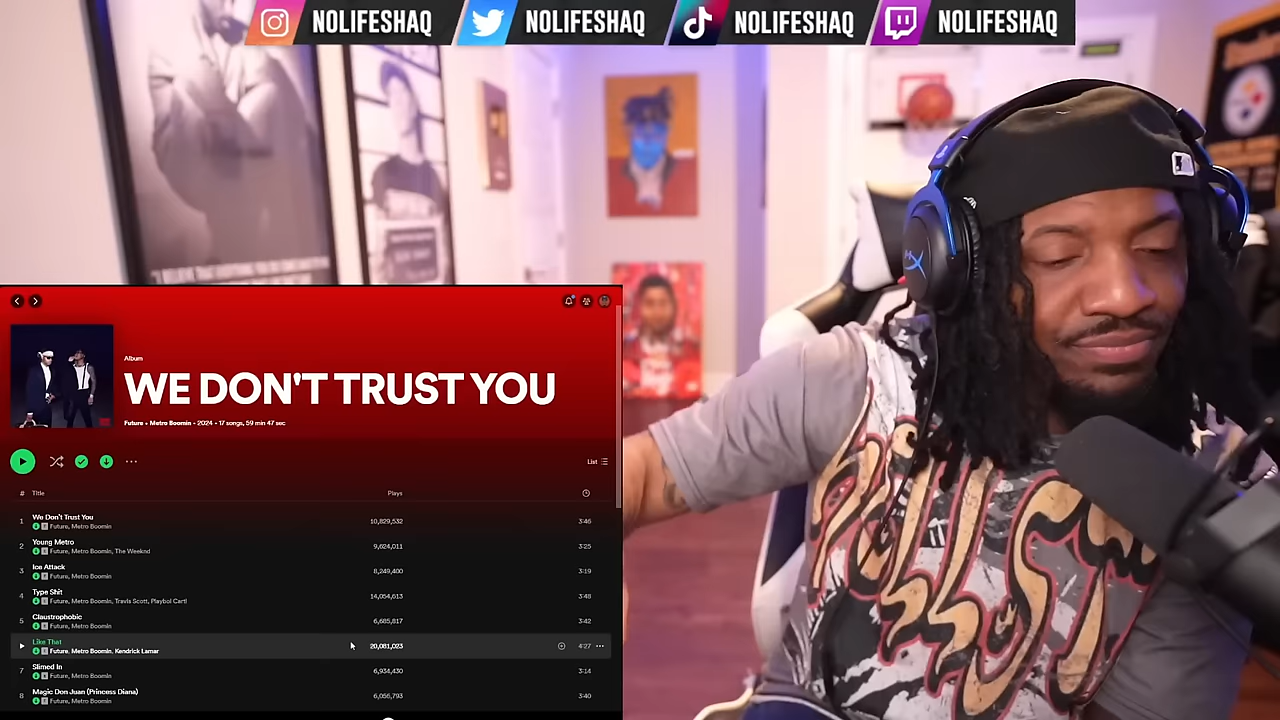 NOLIFESHAQ NOLIFESHAQ NOLIFESHAQ NOLIFESHAQ
Album
WE DON'T TRUST YOU
Future • Metro Boomin • 2024 • 17 songs, 59 min 47 sec
List
# Title Plays
1 We Don't Trust You 10,829,532 3:46
Future, Metro Boomin
2 Young Metro 9,624,011 3:25
Future, Metro Boomin, The Weeknd
3 Ice Attack 8,249,400 3:19
Future, Metro Boomin
4 Type Shit 14,054,613 3:48
Future, Metro Boomin, Travis Scott, Playboi Carti
5 Claustrophobic 6,685,817 3:42
Future, Metro Boomin
Like That 20,081,023 4:27
Future, Metro Boomin, Kendrick Lamar
7 Slimed In 6,934,430 3:14
Future, Metro Boomin
8 Magic Don Juan (Princess Diana) 6,056,793 3:40
Future, Metro Boomin